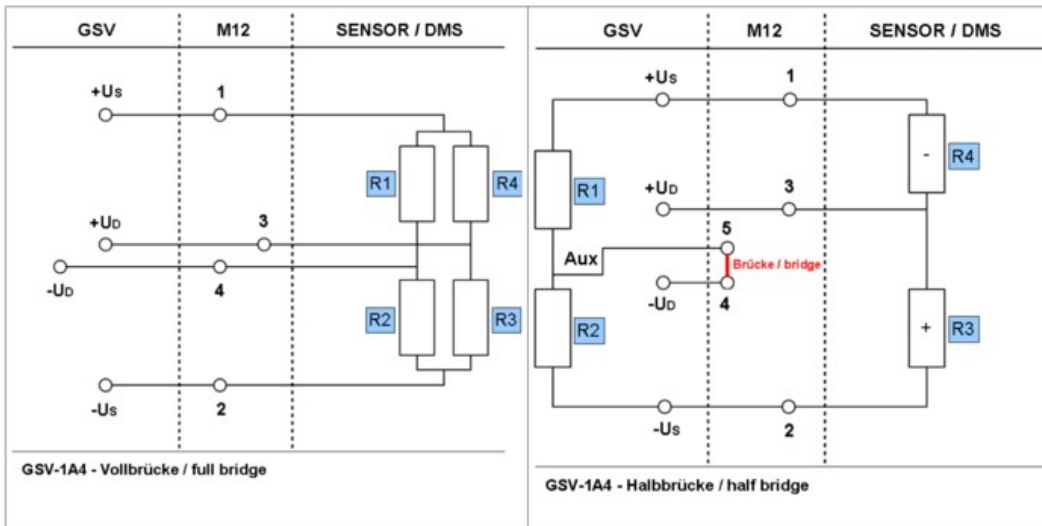 GSV M12 SENSOR / DMS
+Us 1
R1 R4
+UD 3
-UD 4
R2 R3
-Us 2
GSV-1A4 - Vollbrücke / full bridge
GSV M12 SENSOR / DMS
+Us 1
- R4
R1
+UD 3
5
Aux
Brücke / bridge
-UD 4
R2 + R3
-Us 2
GSV-1A4 - Halbbrücke / half bridge